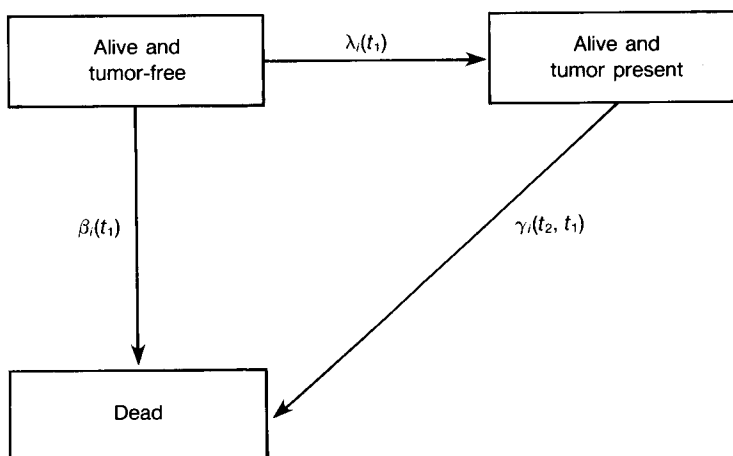 Alive and
tumor-free
λᵢ(t₁)
Alive and
tumor present
βᵢ(t₁)
γᵢ(t₂, t₁)
Dead